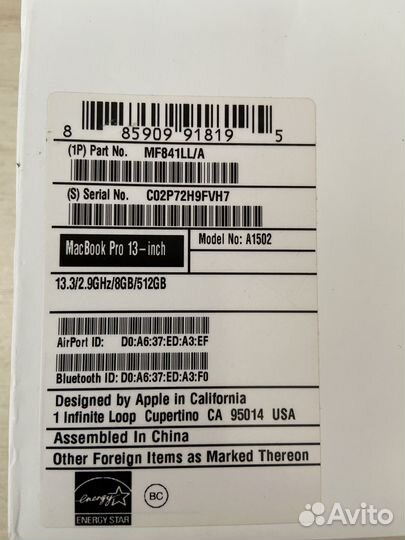 8 85909 91819 5
(1P) Part No. MF841LL/A
(S) Serial No. C02P72H9FVH7
MacBook Pro 13-inch Model No: A1502
13.3/2.9GHz/8GB/512GB
AirPort ID: D0:A6:37:ED:A3:EF
Bluetooth ID: D0:A6:37:ED:A3:F0
Designed by Apple in California
1 Infinite Loop Cupertino CA 95014 USA
Assembled In China
Other Foreign Items as Marked Thereon
energy
ENERGY STAR
BC
Avito